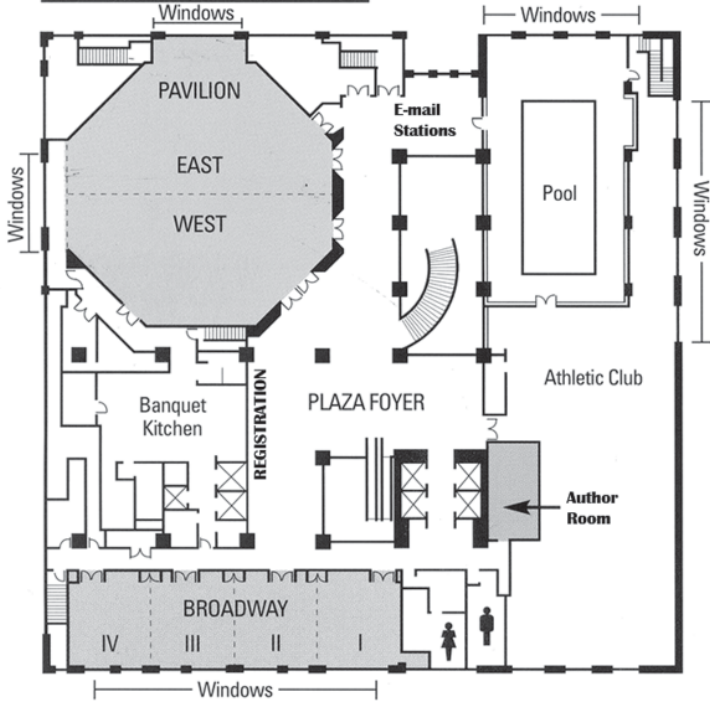 Windows
Windows
PAVILION
E-mail
Stations
EAST
Windows
WEST
Pool
Windows
Athletic Club
PLAZA FOYER
Banquet
Kitchen
REGISTRATION
Author
Room
BROADWAY
IV
III
II
I
Windows